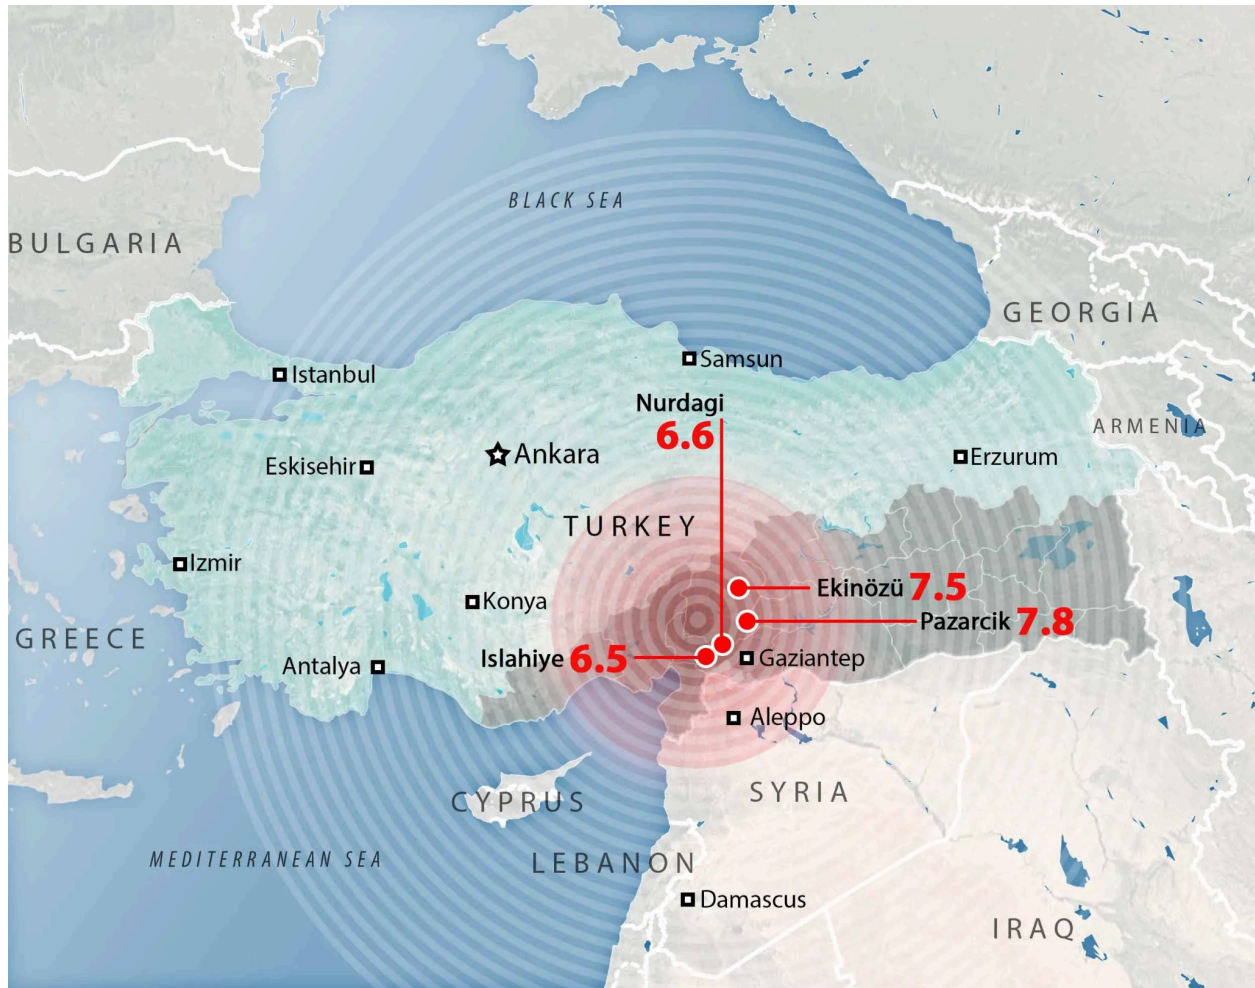 BLACK SEA
BULGARIA
GEORGIA
Samsun
Istanbul
Nurdagi
6.6
ARMENIA
Ankara
Erzurum
Eskisehir
TURKEY
Izmir
Ekinözü 7.5
Konya
Pazarcik 7.8
GREECE
Islahiye 6.5
Gaziantep
Antalya
Aleppo
SYRIA
CYPRUS
MEDITERRANEAN SEA
LEBANON
Damascus
IRAQ